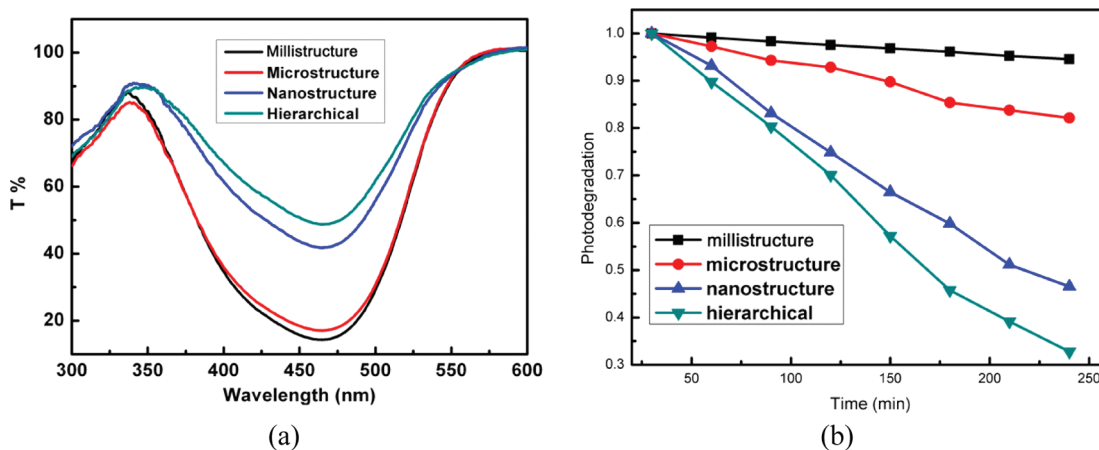 Millistructure
Microstructure
Nanostructure
Hierarchical
T %
100
80
60
40
20
300 350 400 450 500 550 600
Wavelength (nm)
(a)
Photodegradation
1.0
0.9
0.8
0.7
0.6
0.5
0.4
0.3
millistructure
microstructure
nanostructure
hierarchical
50 100 150 200 250
Time (min)
(b)